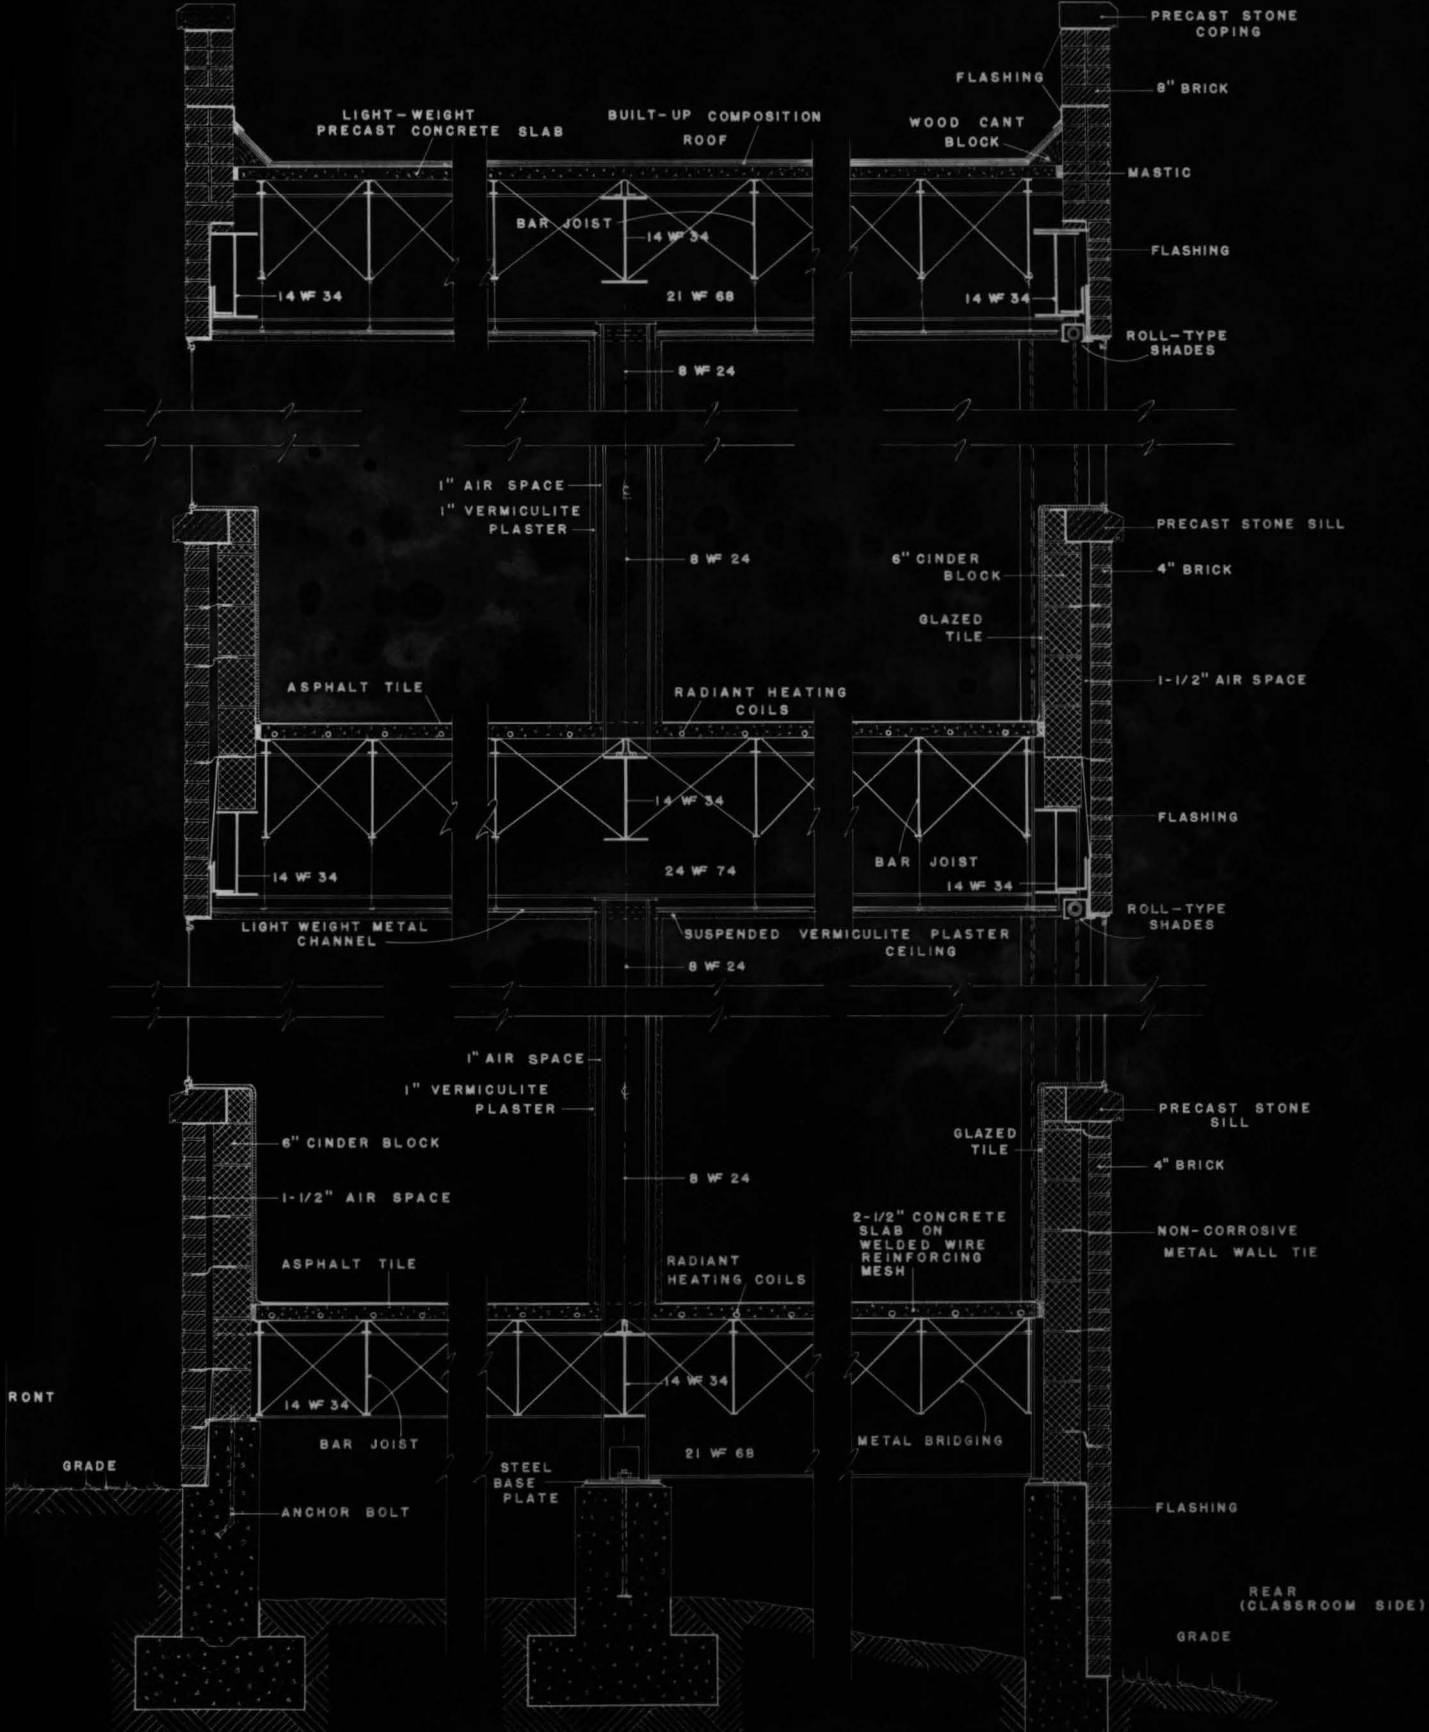 PRECAST STONE
COPING
FLASHING
8" BRICK
LIGHT-WEIGHT
PRECAST CONCRETE SLAB
BUILT-UP COMPOSITION
ROOF
WOOD CANT
BLOCK
MASTIC
BAR JOIST
14 WF 34
FLASHING
14 WF 34
21 WF 68
14 WF 34
ROLL-TYPE
SHADES
8 WF 24
1" AIR SPACE
1" VERMICULITE
PLASTER
PRECAST STONE SILL
8 WF 24
6" CINDER
BLOCK
4" BRICK
GLAZED
TILE
1-1/2" AIR SPACE
ASPHALT TILE
RADIANT HEATING
COILS
14 WF 34
FLASHING
BAR JOIST
14 WF 34
24 WF 74
14 WF 34
ROLL-TYPE
SHADES
LIGHT WEIGHT METAL
CHANNEL
SUSPENDED VERMICULITE PLASTER
CEILING
8 WF 24
1" AIR SPACE
1" VERMICULITE
PLASTER
PRECAST STONE
SILL
6" CINDER BLOCK
GLAZED
TILE
4" BRICK
8 WF 24
1-1/2" AIR SPACE
2-1/2" CONCRETE
SLAB ON
WELDED WIRE
REINFORCING
MESH
NON-CORROSIVE
METAL WALL TIE
ASPHALT TILE
RADIANT
HEATING COILS
14 WF 34
RONT
14 WF 34
BAR JOIST
METAL BRIDGING
21 WF 68
GRADE
STEEL
BASE
PLATE
ANCHOR BOLT
FLASHING
REAR
(CLASSROOM SIDE)
GRADE